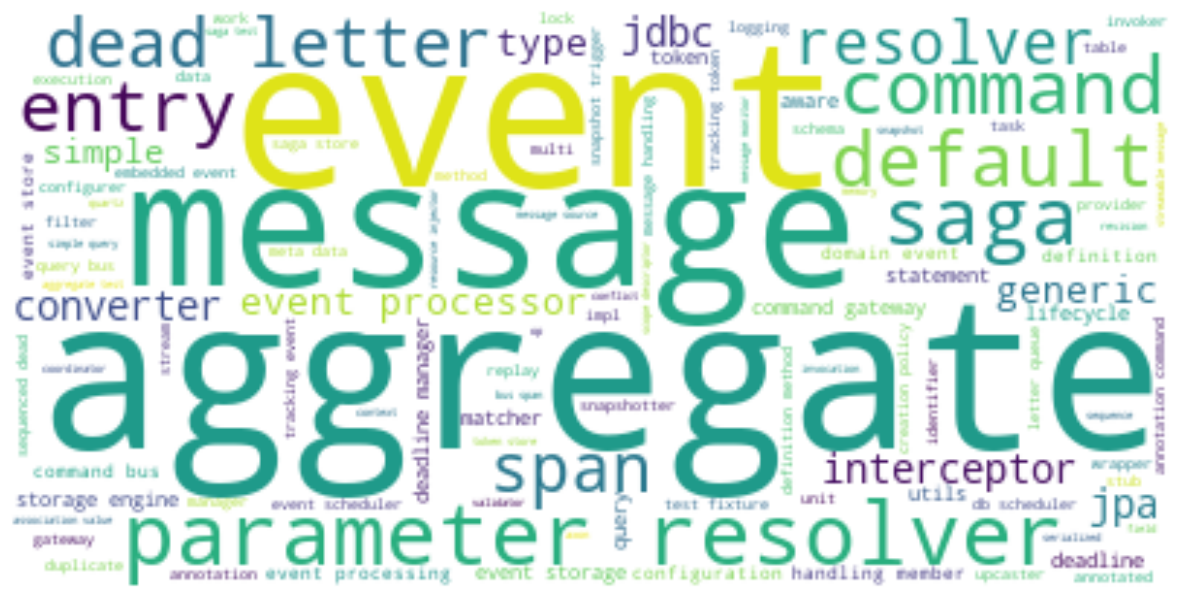 work
lock
invoker
dead letter
saga test
type
jdbc
logging
resolver
table
token
execution
data
entry
event
snapshot trigger
tracking token
aware
command
simple
saga store
multi
message handling
message monitor
schema
snapshot
task
default
streamable message
event store
embedded event
configurer
method
quartz
message
memory
saga
provider
filter
message source
revision
simple query
resource injector
meta data
domain event
definition
query bus
aggregate test
statement
converter
event processor
conflict
impl
command gateway
generic
lifecycle
sequenced dead
stream
tracking event
deadline manager
aggregate
coordinator
replay
invocation
creation policy
identifier
letter queue
annotation command
bus span
context
matcher
snapshotter
sequence
token store
definition method
command bus
span
interceptor
wrapper
stub
storage engine
manager
event scheduler
validator
query
test fixture
unit
utils
db scheduler
jpa
association value
parameter resolver
field
gateway
axon
serialized
deadline
duplicate
annotation
event processing
event storage
configuration
handling member
upcaster
annotated